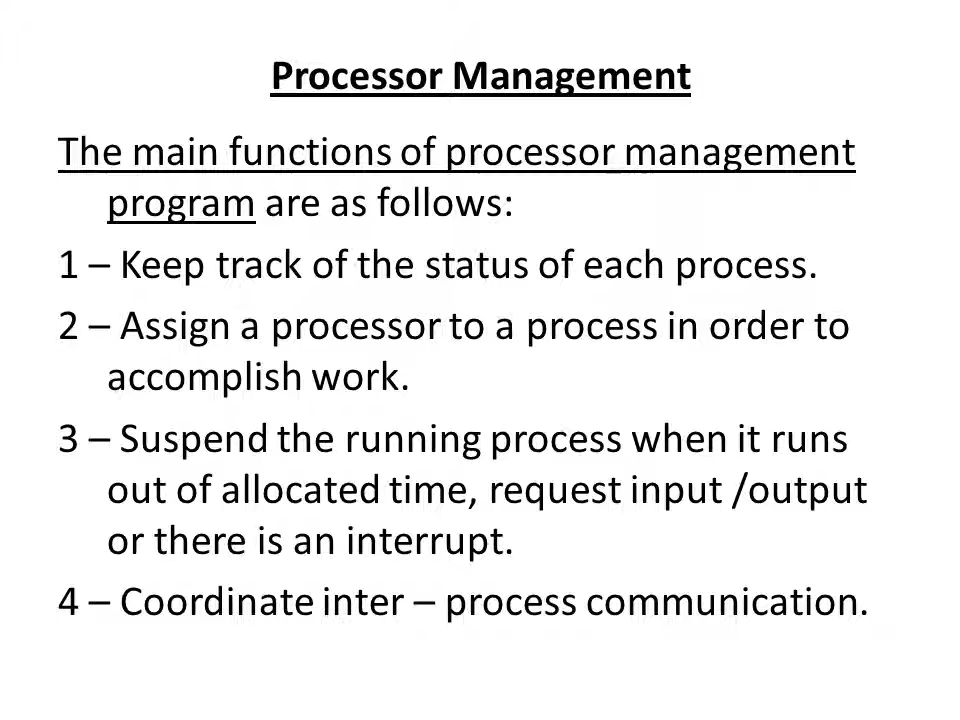 Processor Management
The main functions of processor management
program are as follows:
1 – Keep track of the status of each process.
2 – Assign a processor to a process in order to
accomplish work.
3 – Suspend the running process when it runs
out of allocated time, request input /output
or there is an interrupt.
4 – Coordinate inter – process communication.